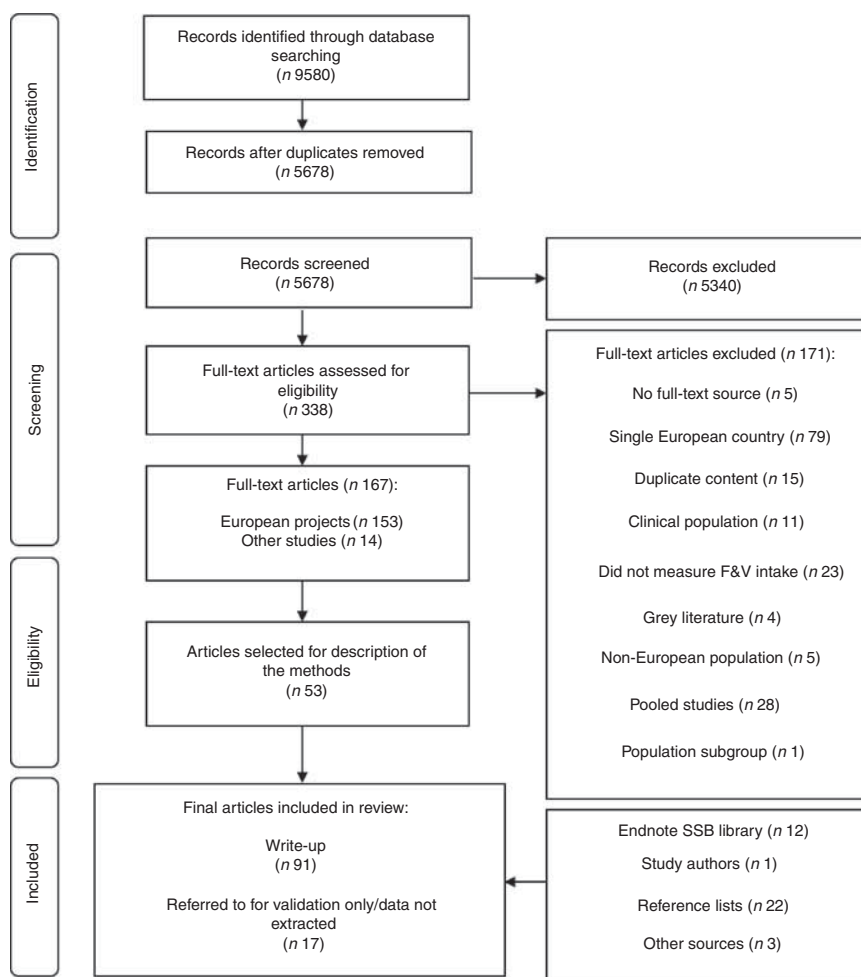 Identification
Records identified through database
searching
(n 9580)
Records after duplicates removed
(n 5678)
Screening
Records screened
(n 5678)
Records excluded
(n 5340)
Full-text articles assessed for
eligibility
(n 338)
Full-text articles excluded (n 171):
No full-text source (n 5)
Single European country (n 79)
Duplicate content (n 15)
Clinical population (n 11)
Did not measure F&V intake (n 23)
Grey literature (n 4)
Non-European population (n 5)
Pooled studies (n 28)
Population subgroup (n 1)
Full-text articles (n 167):
European projects (n 153)
Other studies (n 14)
Eligibility
Articles selected for description of
the methods
(n 53)
Included
Final articles included in review:
Write-up
(n 91)
Referred to for validation only/data not
extracted
(n 17)
Endnote SSB library (n 12)
Study authors (n 1)
Reference lists (n 22)
Other sources (n 3)